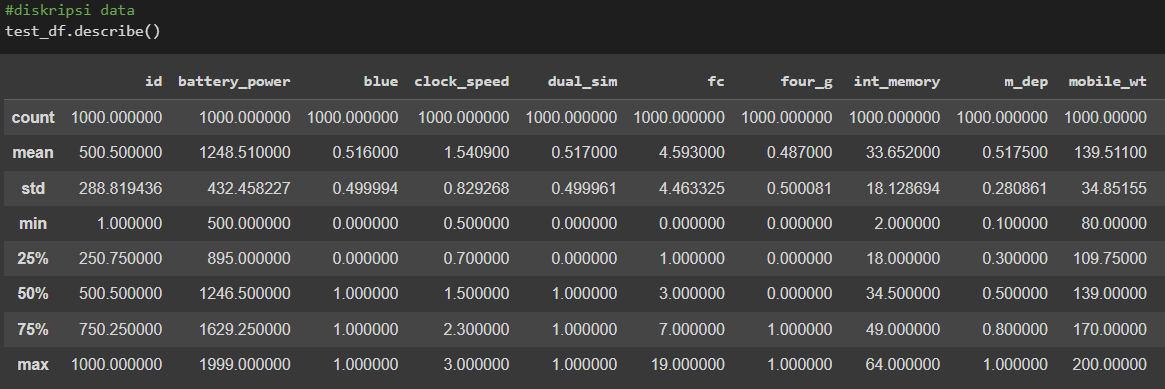 #diskripsi data
test_df.describe()
id battery_power blue clock_speed dual_sim fc four_g int_memory m_dep mobile_wt
count 1000.000000 1000.000000 1000.000000 1000.000000 1000.000000 1000.000000 1000.000000 1000.000000 1000.000000 1000.00000
mean 500.500000 1248.510000 0.516000 1.540900 0.517000 4.593000 0.487000 33.652000 0.517500 139.51100
std 288.819436 432.458227 0.499994 0.829268 0.499961 4.463325 0.500081 18.128694 0.280861 34.85155
min 1.000000 500.000000 0.000000 0.500000 0.000000 0.000000 0.000000 2.000000 0.100000 80.00000
25% 250.750000 895.000000 0.000000 0.700000 0.000000 1.000000 0.000000 18.000000 0.300000 109.75000
50% 500.500000 1246.500000 1.000000 1.500000 1.000000 3.000000 0.000000 34.500000 0.500000 139.00000
75% 750.250000 1629.250000 1.000000 2.300000 1.000000 7.000000 1.000000 49.000000 0.800000 170.00000
max 1000.000000 1999.000000 1.000000 3.000000 1.000000 19.000000 1.000000 64.000000 1.000000 200.00000